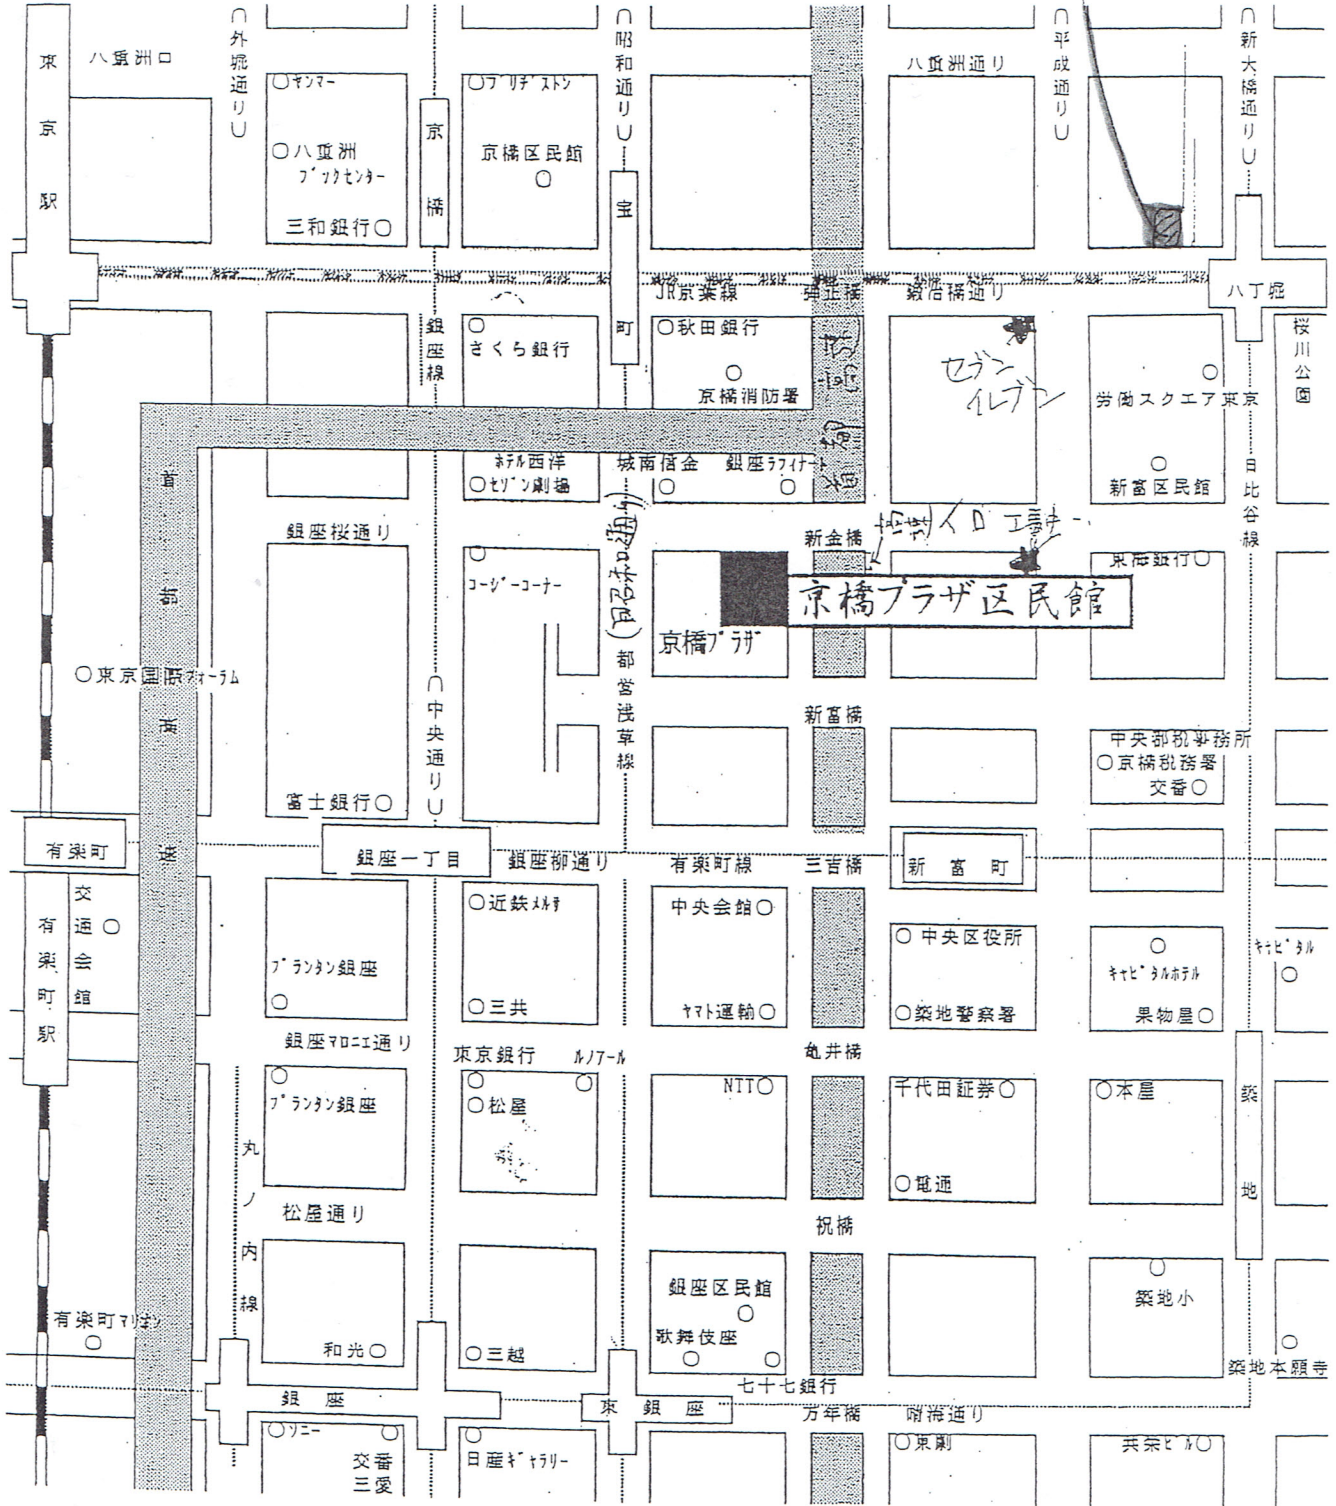 東京駅
八重洲口
∩外堀通り∪
○ヤンマー
○八重洲
ブックセンター
三和銀行○
京橋
○ブリヂストン
京橋区民館
○
∩昭和通り∪
宝町
八重洲通り
∩平成通り∪
∩新大橋通り∪
JR京葉線
弾正橋
鍛冶橋通り
八丁堀
桜川公園
銀座線
○
さくら銀行
○秋田銀行
○
京橋消防署
セブン
イレブン
○
労働スクエア東京
○
新富区民館
日比谷線
首都高速
首都高速
ホテル西洋
○セゾン劇場
城南信金
○
銀座ラフィナート
○
銀座桜通り
○
コージーコーナー
(昭和通り)
都営浅草線
新金橋
東海銀行○
京橋プラザ区民館
京橋プラザ
○東京国際フォーラム
∩中央通り∪
新富橋
中央都税事務所
○京橋税務署
交番○
富士銀行○
有楽町
銀座一丁目
銀座柳通り
有楽町線
三吉橋
新富町
交通会館
○
有楽町駅
○近鉄メルサ
中央会館○
○中央区役所
○
キャピタルホテル
○
プランタン銀座
○
○三共
ヤマト運輸○
○築地警察署
果物屋○
銀座マロニエ通り
東京銀行
ルノアール
亀井橋
○
プランタン銀座
○
○松屋
○
NTT○
千代田証券○
○本屋
築地
丸ノ内線
○電通
松屋通り
祝橋
銀座区民館
○
歌舞伎座
○
○
○
築地小
有楽町マリオン
○
和光○
○三越
○
築地本願寺
七十七銀行
銀座
東銀座
万年橋
晴海通り
○ソニー
○
交番
三愛
○
日産ギャラリー
○東劇
共栄ビル○